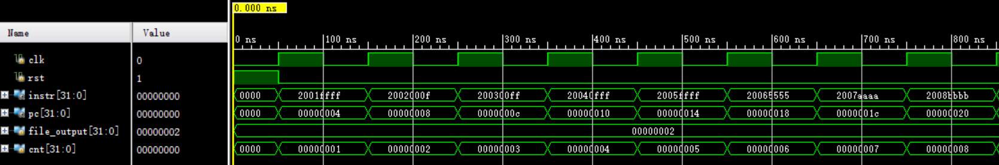 0.000 ns
Name Value
0 ns 100 ns 200 ns 300 ns 400 ns 500 ns 600 ns 700 ns 800 ns
clk 0
rst 1
instr[31:0] 00000000 0000 2001ffff 2002000f 200300ff 20040fff 2005ffff 20065555 2007aaaa 2008bbbb
pc[31:0] 00000000 0000 00000004 00000008 0000000c 00000010 00000014 00000018 0000001c 00000020
file_output[31:0] 00000002 00000002
cnt[31:0] 00000000 0000 00000001 00000002 00000003 00000004 00000005 00000006 00000007 00000008